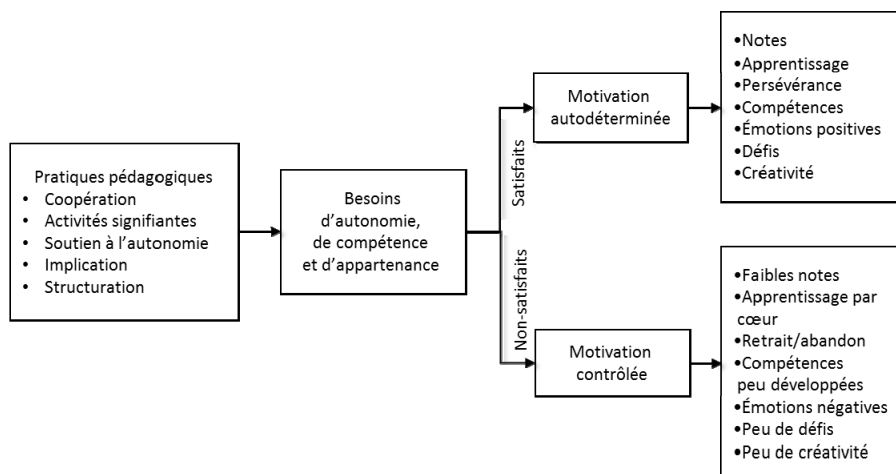 Pratiques pédagogiques
• Coopération
• Activités signifiantes
• Soutien à l'autonomie
• Implication
• Structuration
Besoins
d'autonomie,
de compétence
et d'appartenance
Satisfaits
Non-satisfaits
Motivation
autodéterminée
•Notes
•Apprentissage
•Persévérance
•Compétences
•Émotions positives
•Défis
•Créativité
Motivation
contrôlée
•Faibles notes
•Apprentissage par
cœur
•Retrait/abandon
•Compétences
peu développées
•Émotions négatives
•Peu de défis
•Peu de créativité